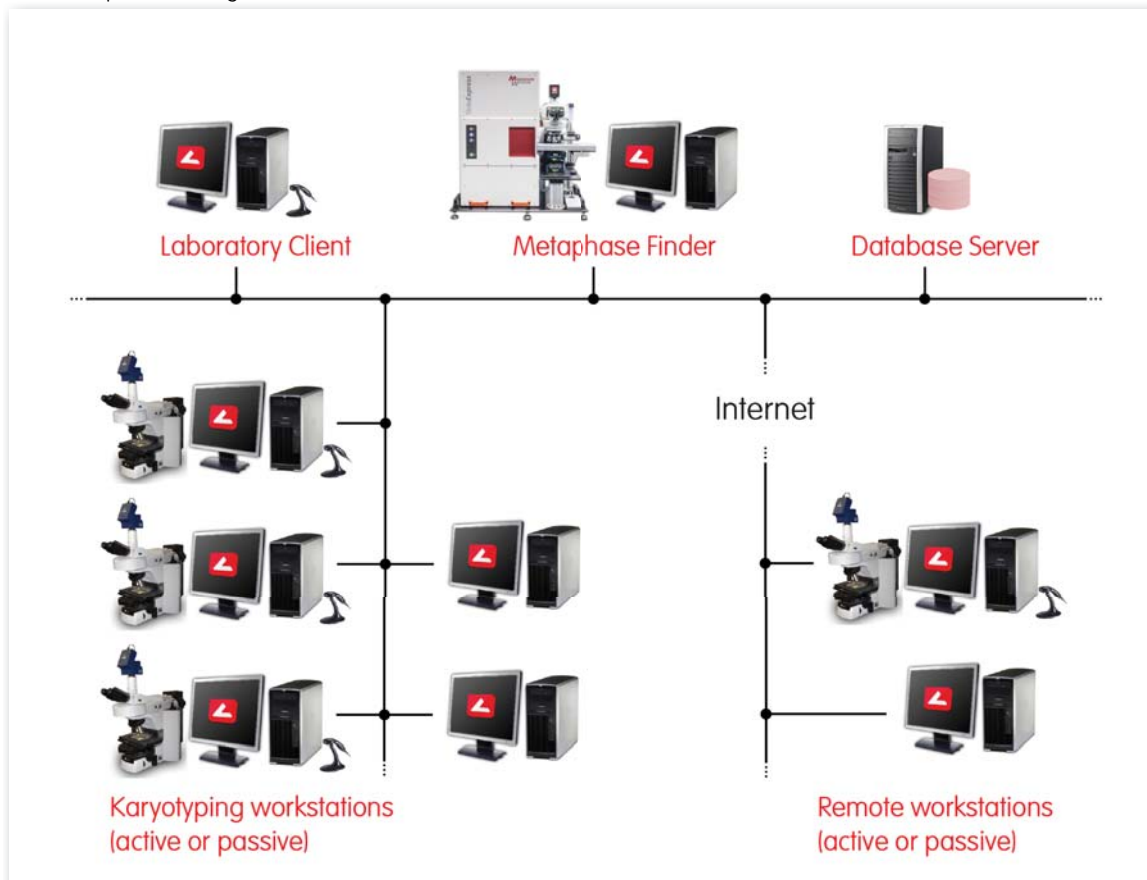 Laboratory Client
Metaphase Finder
Database Server
Internet
Karyotyping workstations
(active or passive)
Remote workstations
(active or passive)